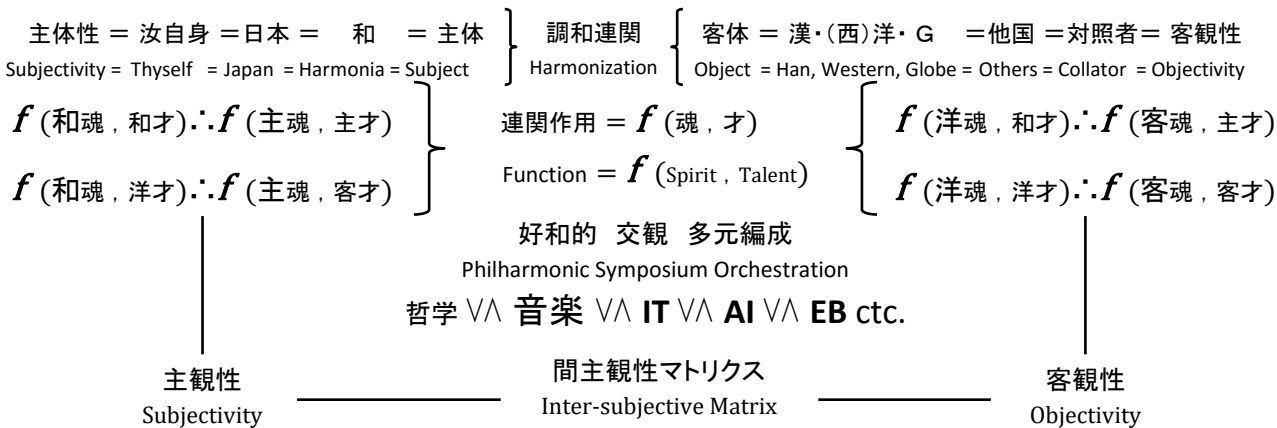 主体性 = 汝自身 =日本 = 和 = 主体 調和連関 客体 = 漢・(西)洋・G =他国 =対照者= 客観性
Subjectivity = Thyself = Japan = Harmonia = Subject Harmonization Object = Han, Western, Globe = Others = Collator = Objectivity
f (和魂 , 和才)∴f (主魂 , 主才) 連関作用 = f (魂 , 才) f (洋魂 , 和才)∴f (客魂 , 主才)
f (和魂 , 洋才)∴f (主魂 , 客才) Function = f (Spirit , Talent) f (洋魂 , 洋才)∴f (客魂 , 客才)
好和的 交観 多元編成
Philharmonic Symposium Orchestration
哲学 \/\ 音楽 \/\ IT \/\ AI \/\ EB ctc.
主観性 間主観性マトリクス 客観性
Subjectivity Inter-subjective Matrix Objectivity